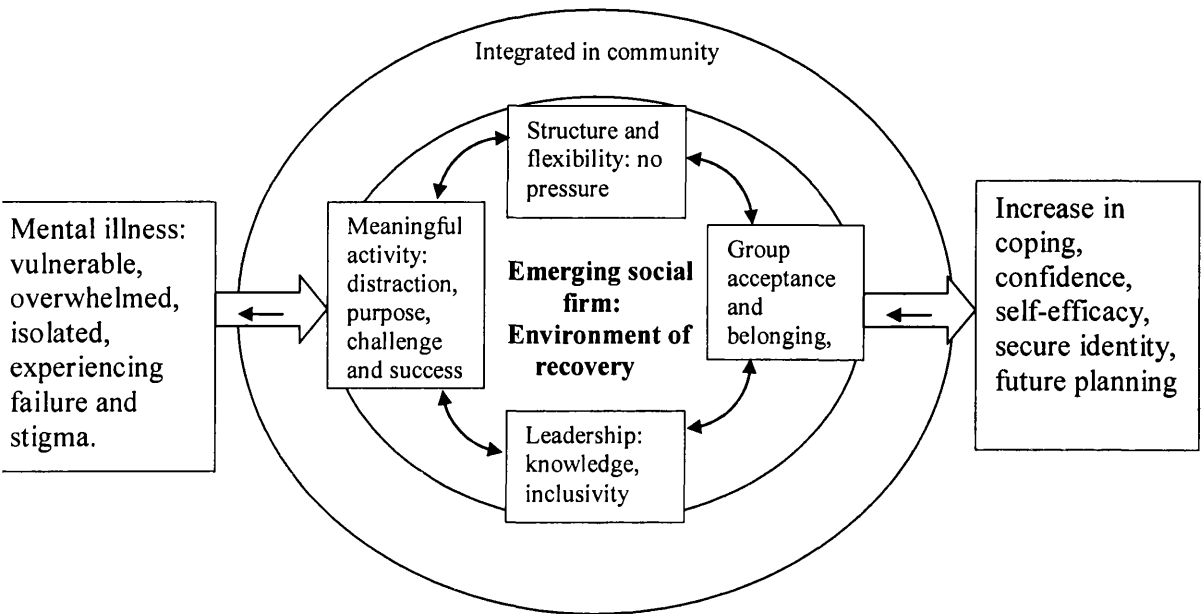 Integrated in community
Structure and
flexibility: no
pressure
Mental illness:
vulnerable,
overwhelmed,
isolated,
experiencing
failure and
stigma.
Meaningful
activity:
distraction,
purpose,
challenge
and success
Emerging social
firm:
Environment of
recovery
Group
acceptance
and
belonging,
Leadership:
knowledge,
inclusivity
Increase in
coping,
confidence,
self-efficacy,
secure identity,
future planning